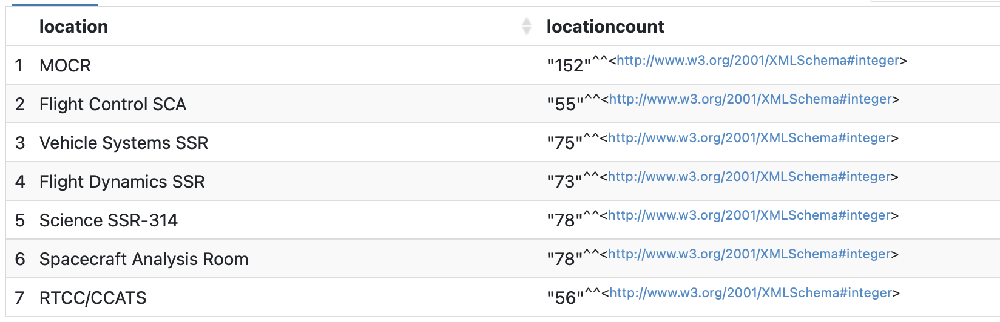 location locationcount
1 MOCR "152"^^<http://www.w3.org/2001/XMLSchema#integer>
2 Flight Control SCA "55"^^<http://www.w3.org/2001/XMLSchema#integer>
3 Vehicle Systems SSR "75"^^<http://www.w3.org/2001/XMLSchema#integer>
4 Flight Dynamics SSR "73"^^<http://www.w3.org/2001/XMLSchema#integer>
5 Science SSR-314 "78"^^<http://www.w3.org/2001/XMLSchema#integer>
6 Spacecraft Analysis Room "78"^^<http://www.w3.org/2001/XMLSchema#integer>
7 RTCC/CCATS "56"^^<http://www.w3.org/2001/XMLSchema#integer>